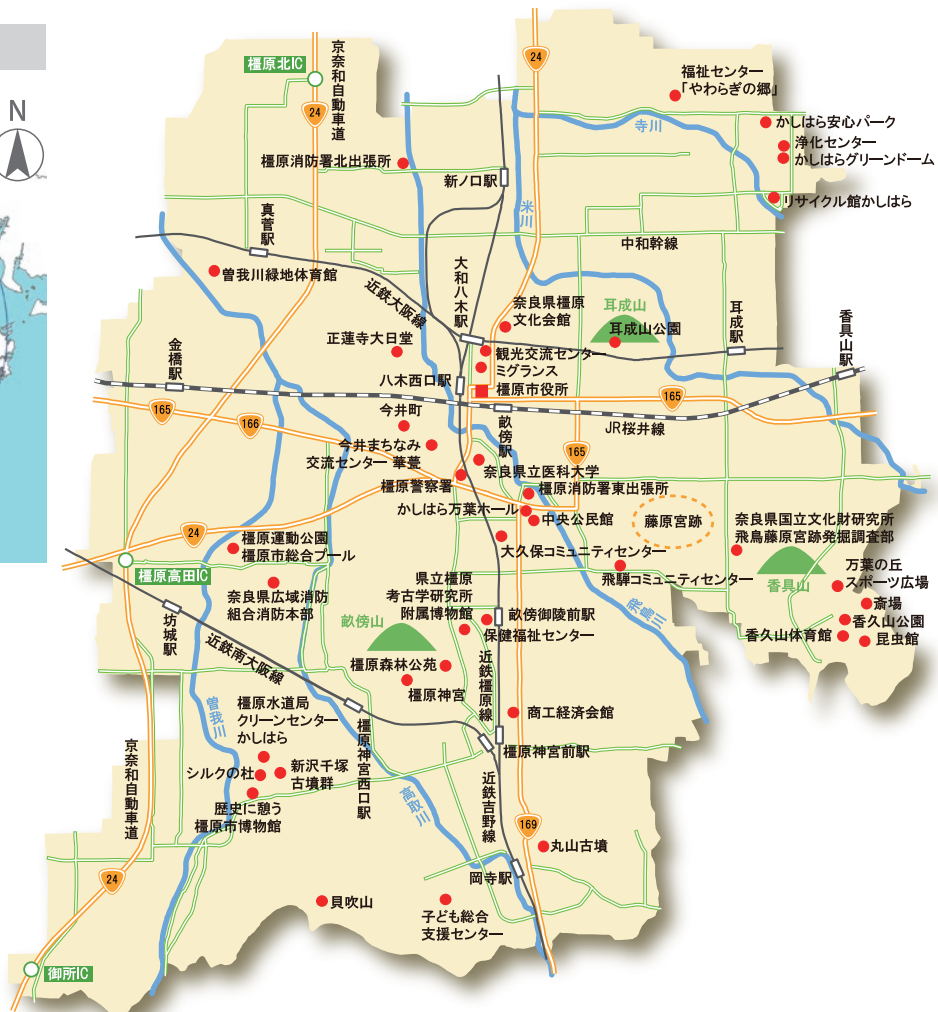 N
橿原北IC
京奈和自動車道
24
24
福祉センター
「やわらぎの郷」
寺川
かしはら安心パーク
浄化センター
かしはらグリーンドーム
リサイクル館かしはら
橿原消防署北出張所
新ノ口駅
米川
中和幹線
真菅駅
曽我川緑地体育館
近鉄大阪線
大和八木駅
奈良県橿原
文化会館
耳成山
耳成山公園
耳成駅
香具山駅
正蓮寺大日堂
観光交流センター
ミグランス
金橋駅
八木西口駅
橿原市役所
165
166
165
JR桜井線
今井町
畝傍駅
165
今井まちなみ
交流センター 華甍
奈良県立医科大学
橿原警察署
橿原消防署東出張所
かしはら万葉ホール
中央公民館
藤原宮跡
奈良県国立文化財研究所
飛鳥藤原宮跡発掘調査部
24
橿原運動公園
橿原市総合プール
大久保コミュニティセンター
飛騨コミュニティセンター
香具山
万葉の丘
スポーツ広場
橿原高田IC
奈良県広域消防
組合消防本部
県立橿原
考古学研究所
附属博物館
畝傍御陵前駅
保健福祉センター
飛鳥川
斎場
香久山公園
香久山体育館
昆虫館
坊城駅
近鉄南大阪線
畝傍山
橿原森林公苑
橿原神宮
近鉄橿原線
曽我川
橿原水道局
クリーンセンター
かしはら
商工経済会館
橿原神宮西口駅
橿原神宮前駅
京奈和自動車道
シルクの杜
新沢千塚
古墳群
歴史に憩う
橿原市博物館
高取川
近鉄吉野線
169
丸山古墳
岡寺駅
24
貝吹山
子ども総合
支援センター
御所IC